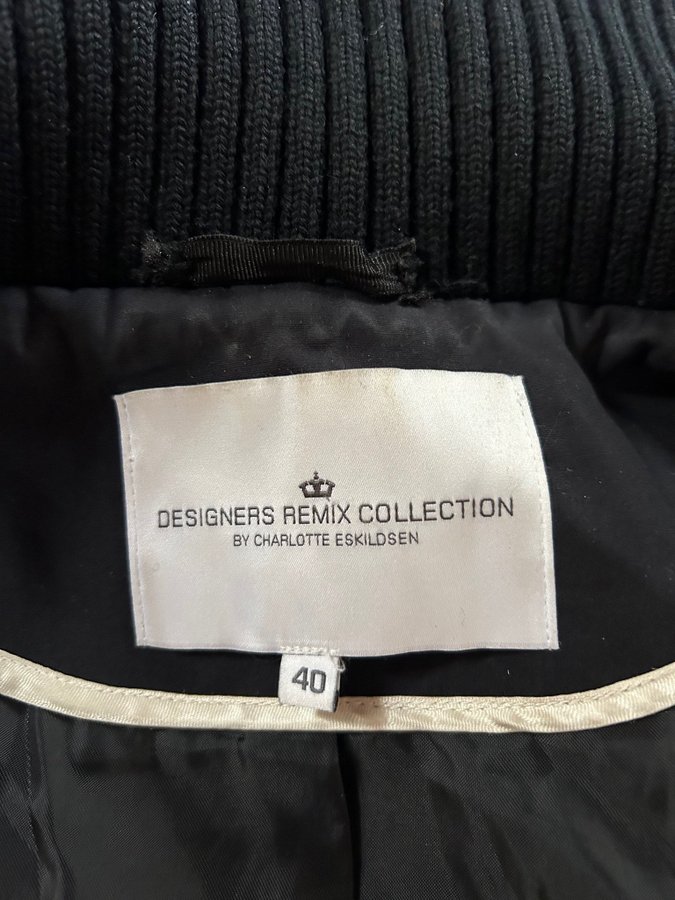 DESIGNERS REMIX COLLECTION
BY CHARLOTTE ESKILDSEN
40